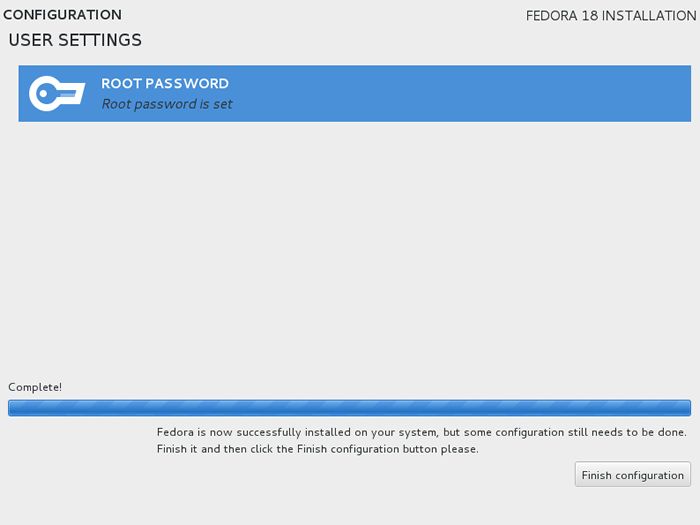 CONFIGURATION
FEDORA 18 INSTALLATION
USER SETTINGS
ROOT PASSWORD
Root password is set
Complete!
Fedora is now successfully installed on your system, but some configuration still needs to be done.
Finish it and then click the Finish configuration button please.
Finish configuration